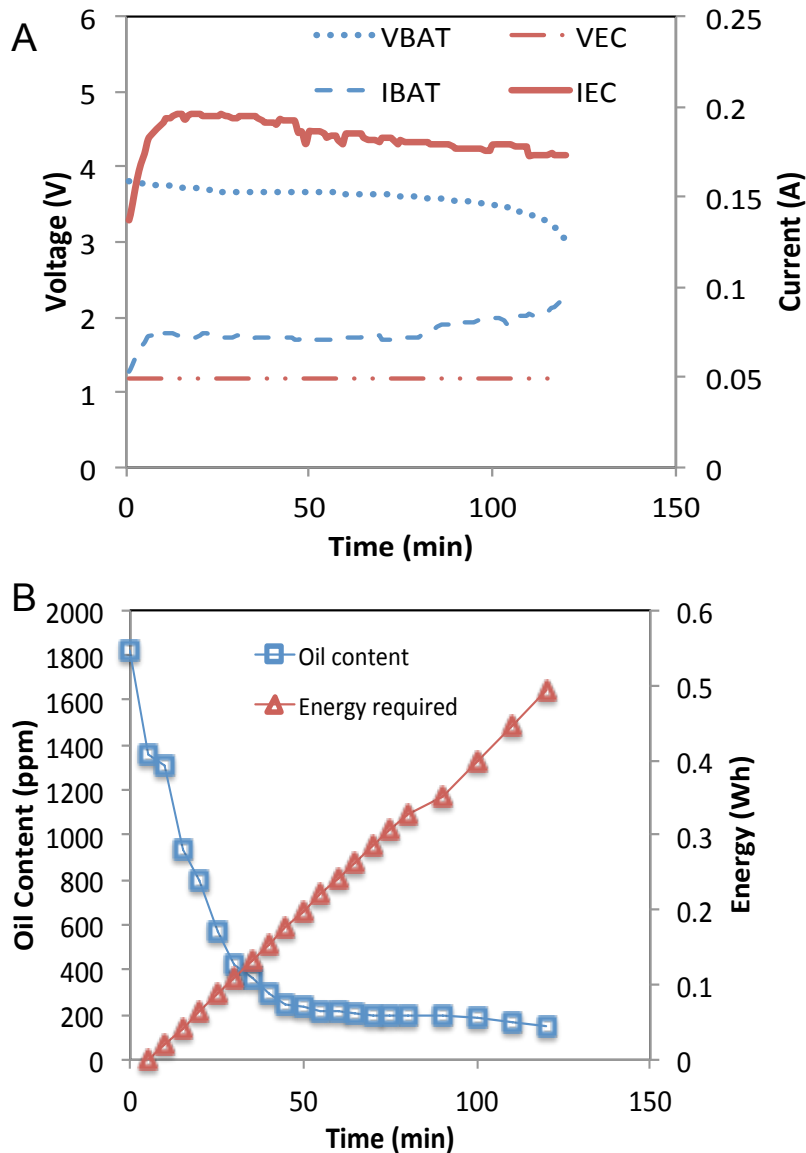 A
6
5
4
3
2
1
0
Voltage (V)
VBAT
VEC
IBAT
IEC
0.25
0.2
0.15
0.1
0.05
0
Current (A)
0
50
100
150
Time (min)
B
2000
1800
1600
1400
1200
1000
800
600
400
200
0
Oil Content (ppm)
Oil content
Energy required
0.6
0.5
0.4
0.3
0.2
0.1
0
Energy (Wh)
0
50
100
150
Time (min)